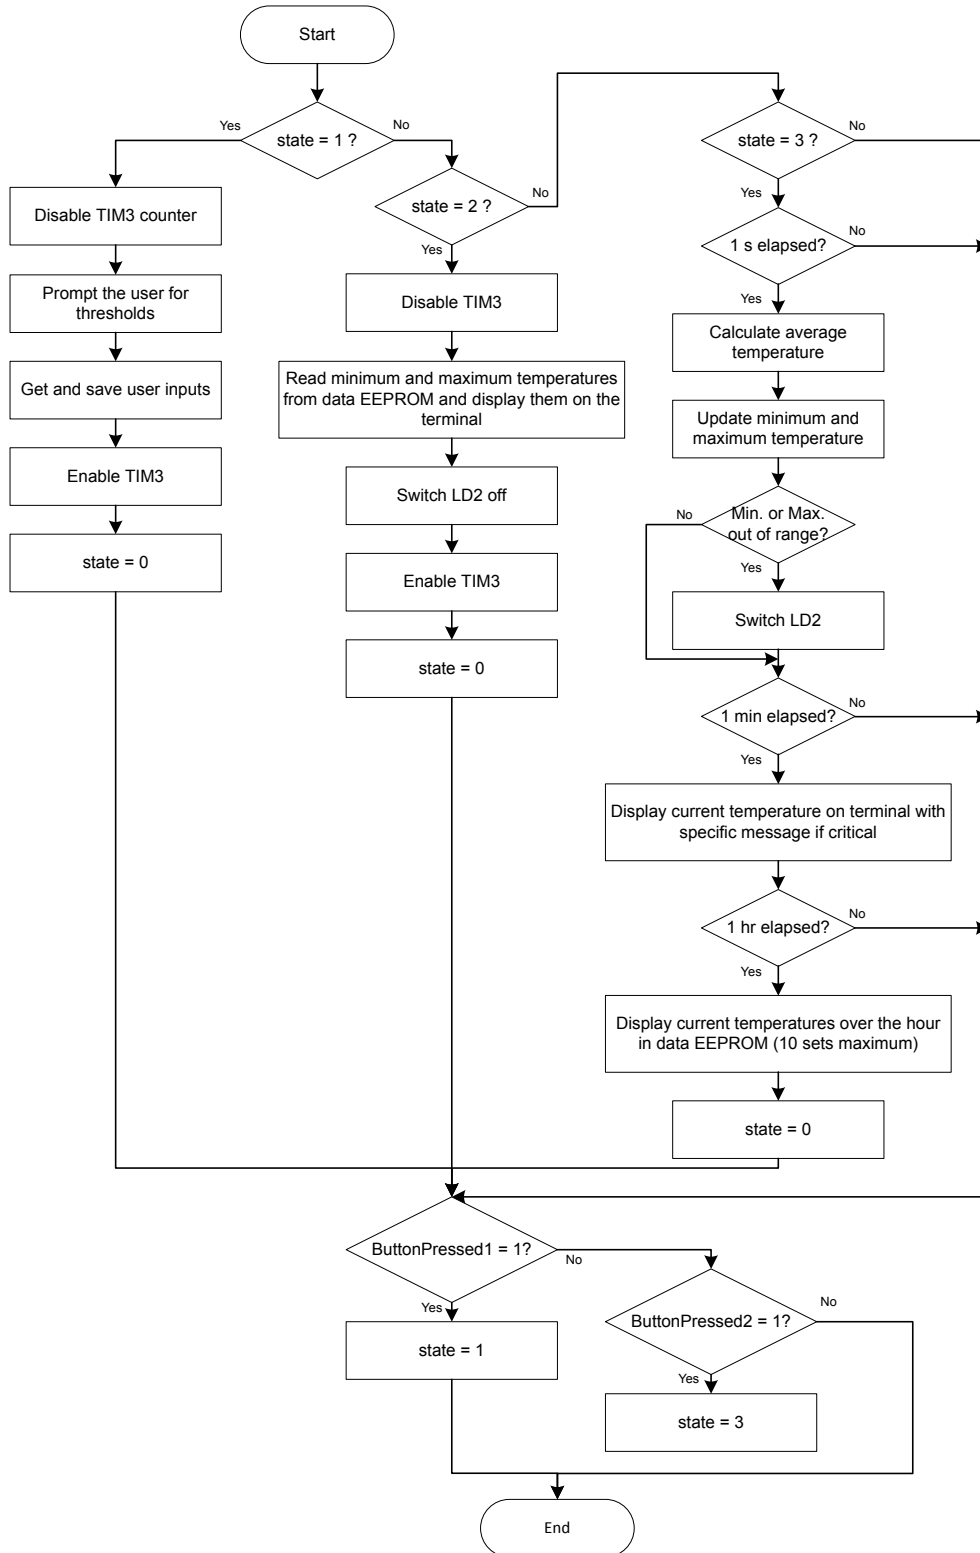 Start
state = 1 ?
Yes
No
Disable TIM3 counter
Prompt the user for
thresholds
Get and save user inputs
Enable TIM3
state = 0
state = 2 ?
No
Yes
Disable TIM3
Read minimum and maximum temperatures
from data EEPROM and display them on the
terminal
Switch LD2 off
Enable TIM3
state = 0
state = 3 ?
No
Yes
1 s elapsed?
No
Yes
Calculate average
temperature
Update minimum and
maximum temperature
Min. or Max.
out of range?
No
Yes
Switch LD2
1 min elapsed?
No
Yes
Display current temperature on terminal with
specific message if critical
1 hr elapsed?
No
Yes
Display current temperatures over the hour
in data EEPROM (10 sets maximum)
state = 0
ButtonPressed1 = 1?
No
Yes
state = 1
ButtonPressed2 = 1?
No
Yes
state = 3
End